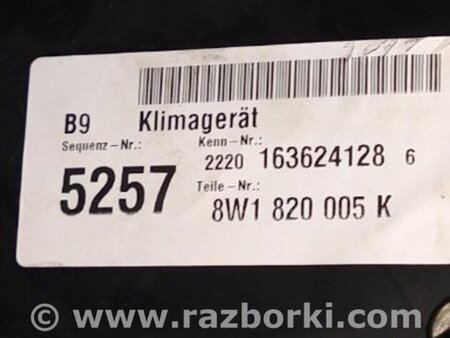 B9 Klimagerät
Sequenz-Nr.: Kenn-Nr.:
5257 2220 163624128 6
Teile-Nr.:
8W1 820 005 K
© www.razborki.com